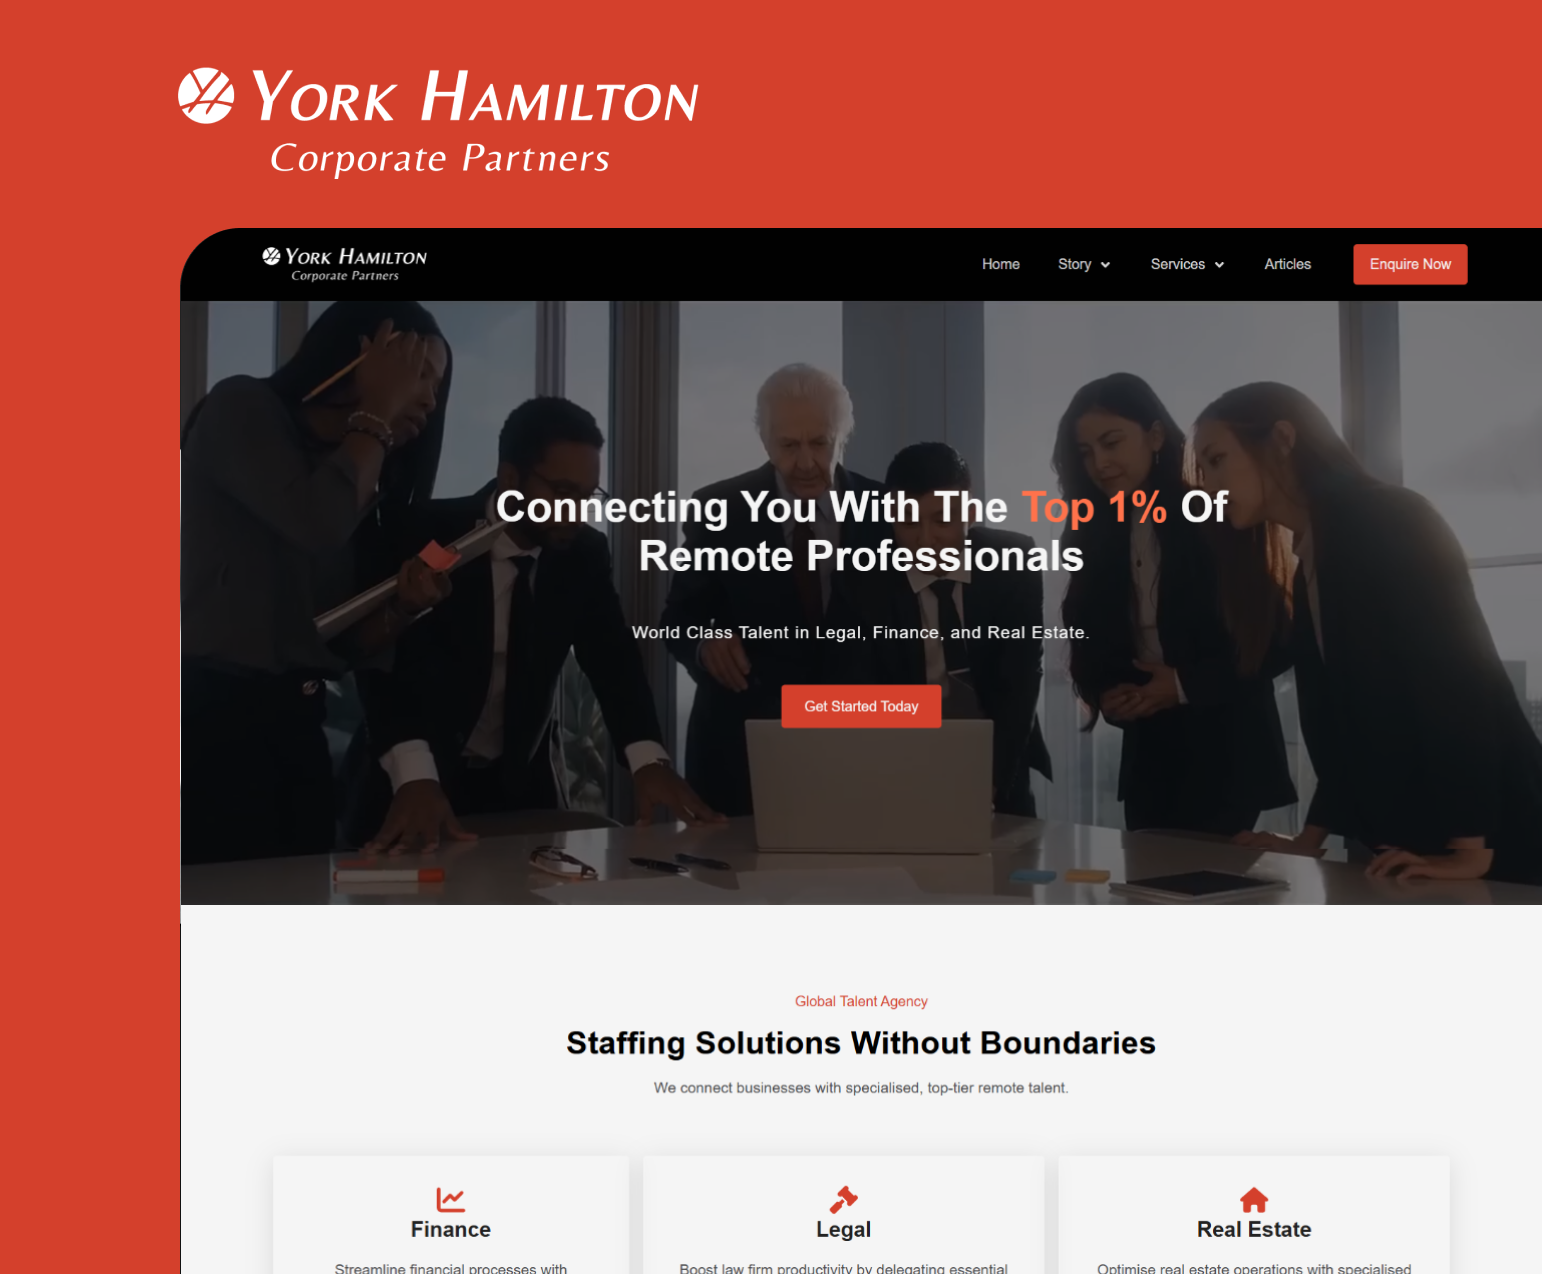 York Hamilton
Corporate Partners
York Hamilton
Corporate Partners
Home Story Services Articles Enquire Now
Connecting You With The Top 1% Of
Remote Professionals
World Class Talent in Legal, Finance, and Real Estate.
Get Started Today
Global Talent Agency
Staffing Solutions Without Boundaries
We connect businesses with specialised, top-tier remote talent.
Finance
Streamline financial processes with
Legal
Boost law firm productivity by delegating essential
Real Estate
Optimise real estate operations with specialised